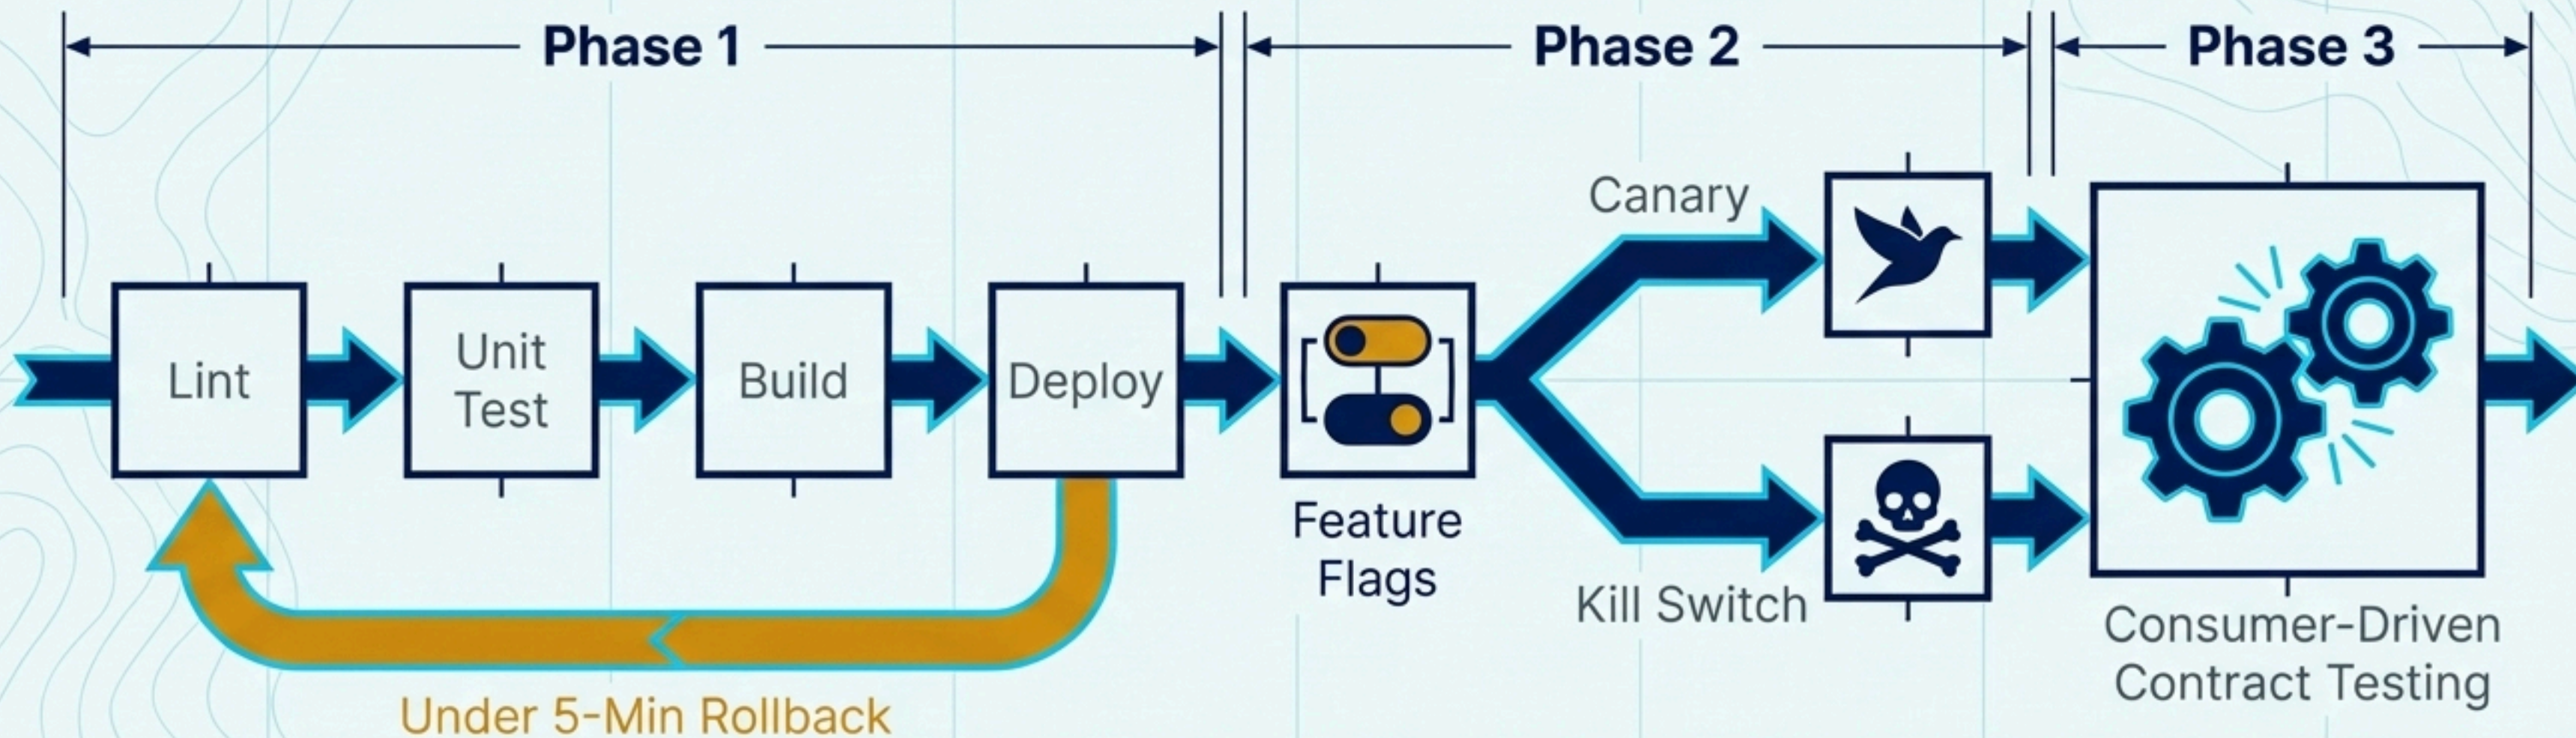 Phase 1
Phase 2
Phase 3
Lint
Unit
Test
Build
Deploy
Under 5-Min Rollback
Feature
Flags
Canary
Kill Switch
Consumer-Driven
Contract Testing